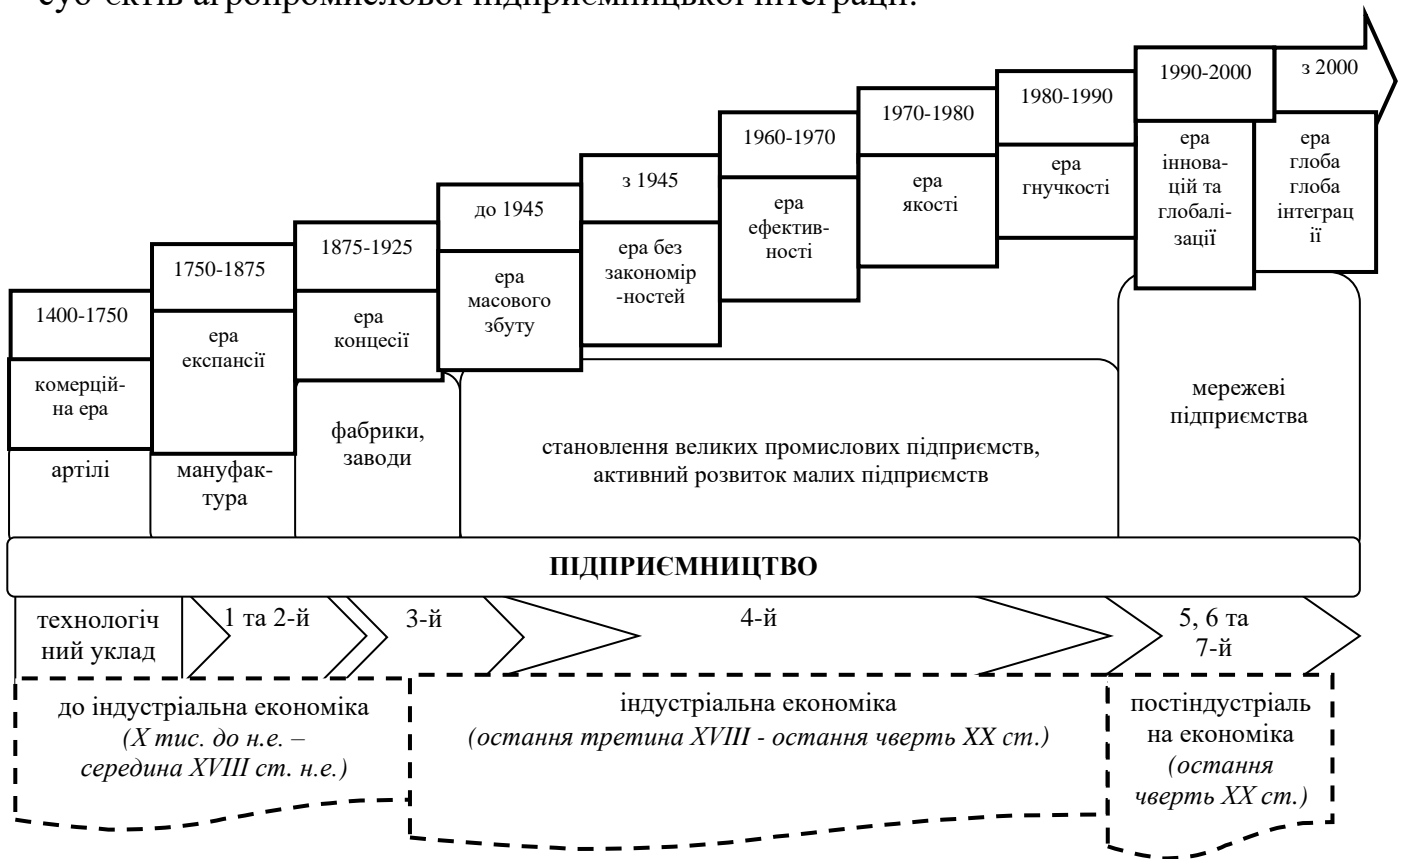 суб'єктів агропромислової підприємницької інтеграції.
з 2000
1990-2000
1980-1990
1970-1980
1960-1970
з 1945
до 1945
1875-1925
1750-1875
1400-1750
ера
глоба
глоба
інтеграц
ії
ера
іннова-
цій та
глобалі-
зації
ера
гнучкості
ера
якості
ера
ефектив-
ності
ера без
закономір
-ностей
ера
масового
збуту
ера
концесії
ера
експансії
комерцій-
на ера
артілі
мануфак-
тура
фабрики,
заводи
становлення великих промислових підприємств,
активний розвиток малих підприємств
мережеві
підприємства
ПІДПРИЄМНИЦТВО
технологіч
ний уклад
1 та 2-й
3-й
4-й
5, 6 та
7-й
до індустріальна економіка
(X тис. до н.е. –
середина XVIII ст. н.е.)
індустріальна економіка
(остання третина XVIII - остання чверть XX ст.)
постіндустріаль
на економіка
(остання
чверть XX ст.)